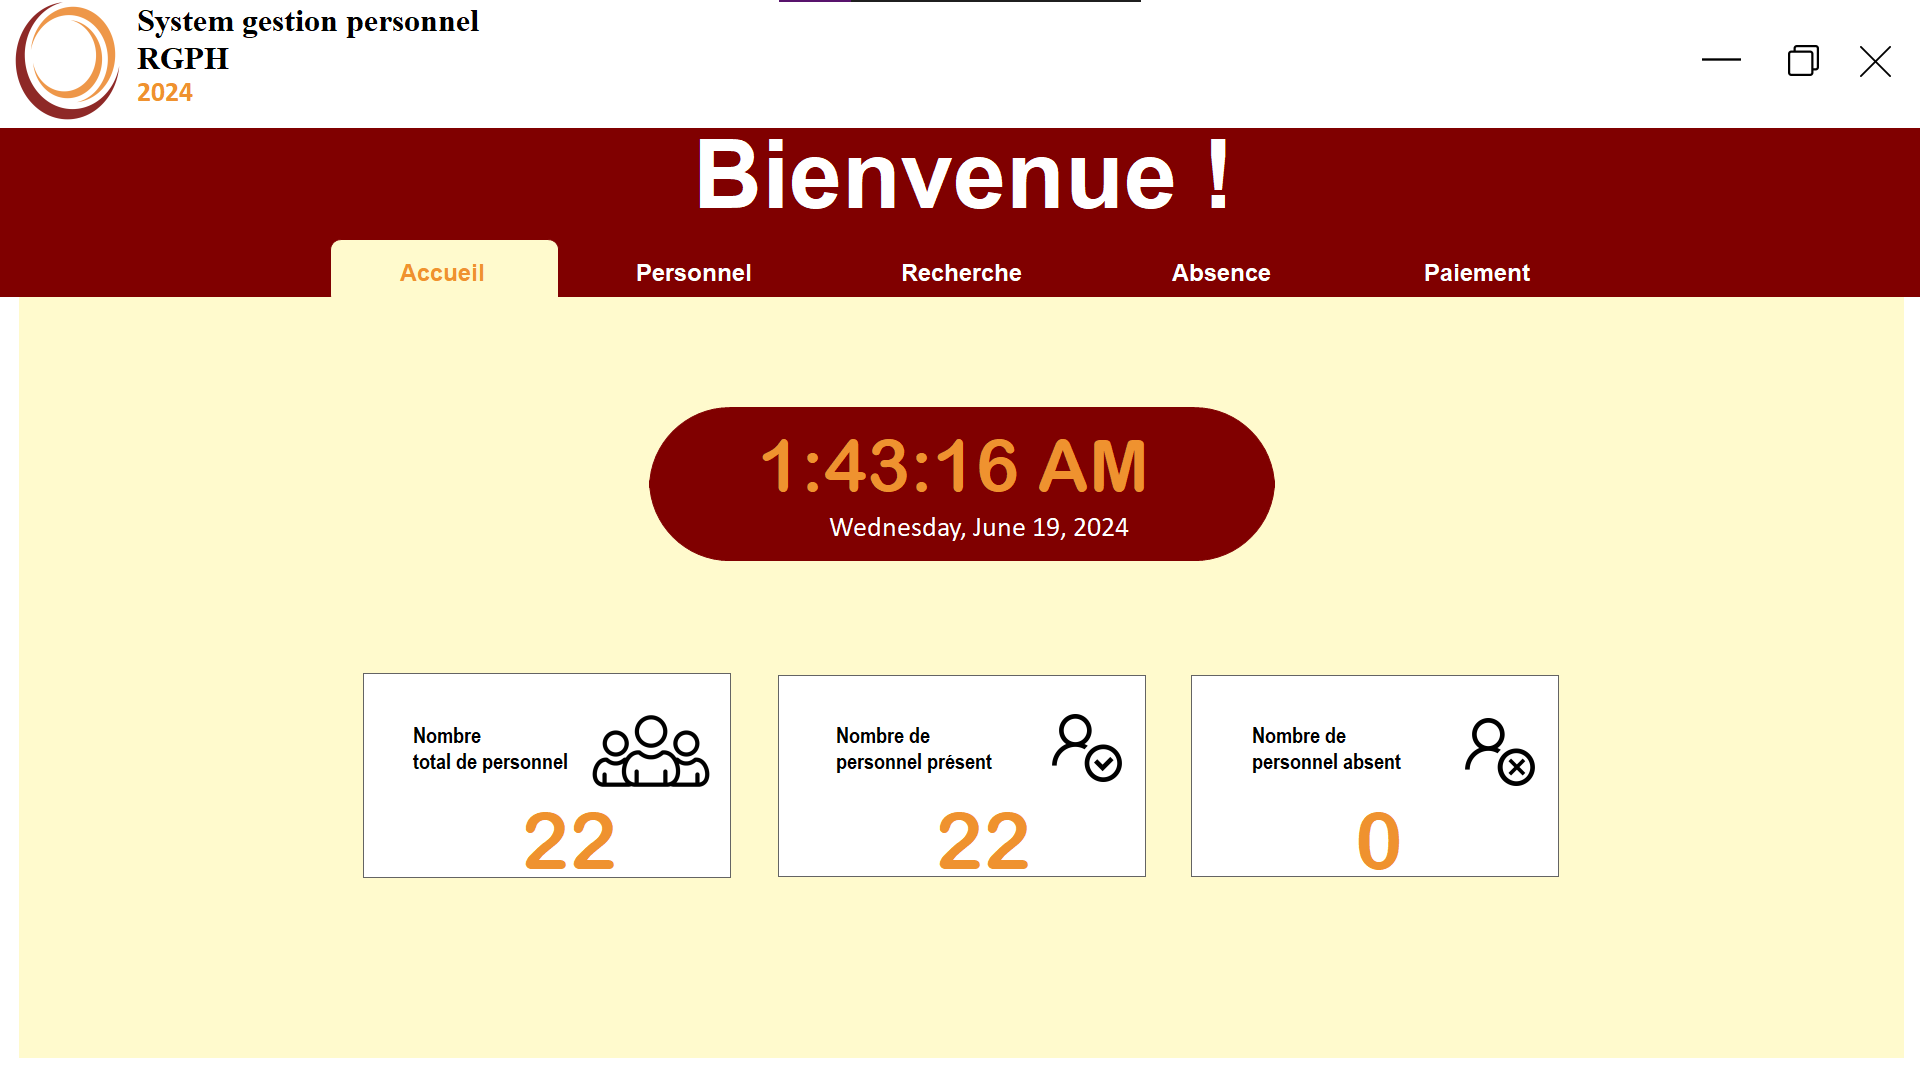 System gestion personnel
RGPH
2024
Bienvenue !
Accueil Personnel Recherche Absence Paiement
1:43:16 AM
Wednesday, June 19, 2024
Nombre
total de personnel
22
Nombre de
personnel présent
22
Nombre de
personnel absent
0